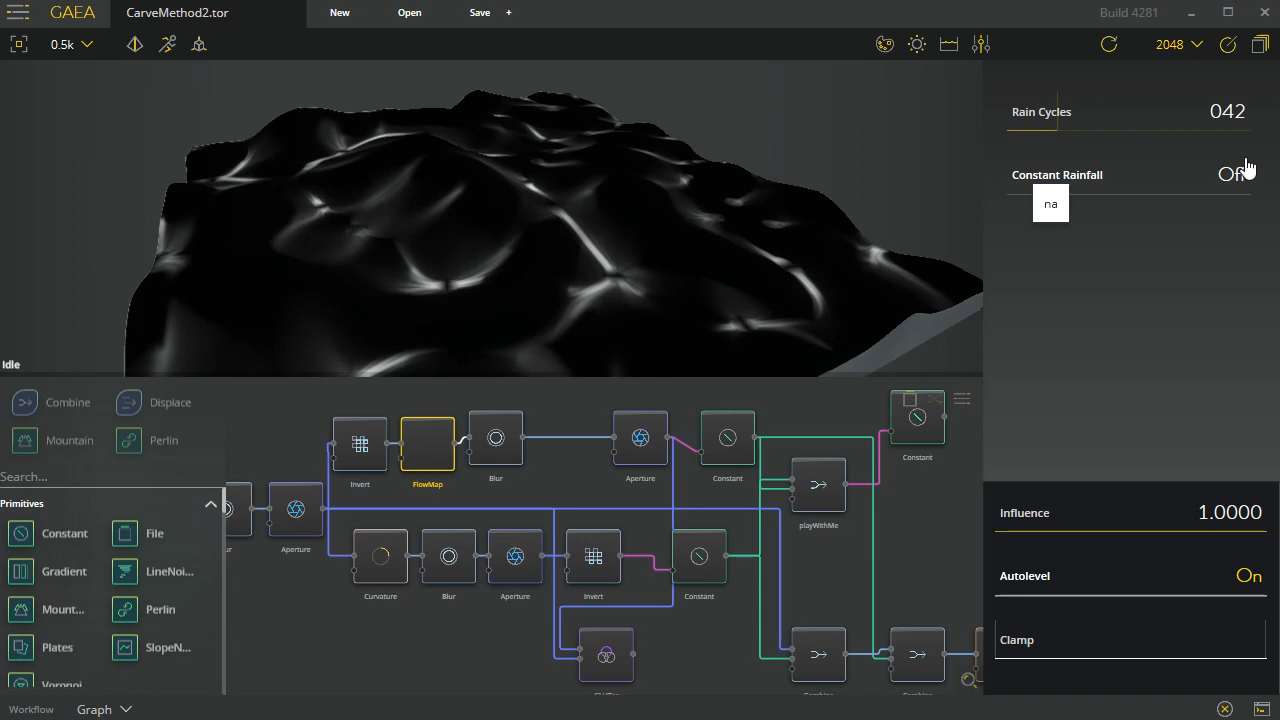 GAEA
CarveMethod2.tor
New
Open
Save
+
Build 4281
0.5k
2048
Rain Cycles
042
Constant Rainfall
Off
na
Idle
Combine
Displace
Mountain
Perlin
Search...
Primitives
Constant
File
Gradient
LineNoi...
Mount...
Perlin
Plates
SlopeN...
Voronoi
Invert
FlowMap
Blur
Aperture
Constant
Constant
playWithMe
Aperture
Curvature
Blur
Aperture
Invert
Constant
Influence
1.0000
Autolevel
On
Clamp
Workflow
Graph